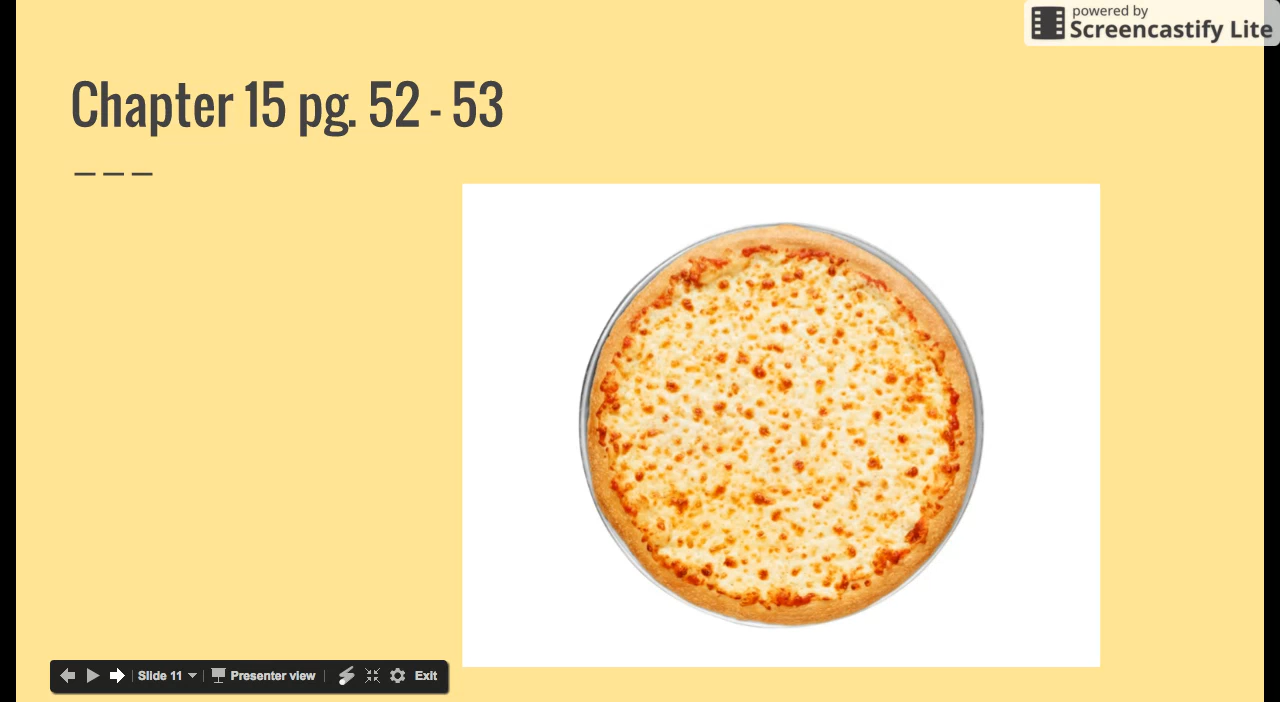 powered by
Screencastify Lite
Chapter 15 pg. 52 - 53
Slide 11
Presenter view
Exit